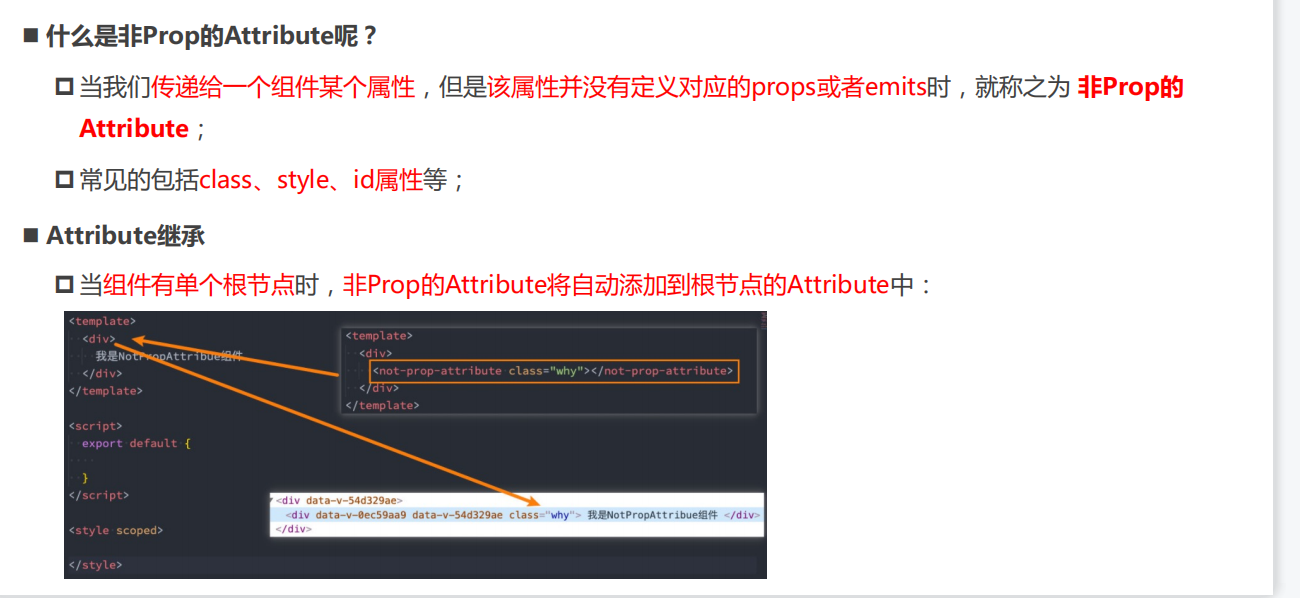 ■ 什么是非Prop的Attribute呢？
当我们传递给一个组件某个属性，但是该属性并没有定义对应的props或者emits时，就称之为 非Prop的
Attribute；
常见的包括class、style、id属性等；
■ Attribute继承
当组件有单个根节点时，非Prop的Attribute将自动添加到根节点的Attribute中：
<template>
<div>
我是NotPropAttribue组件
</div>
</template>
<script>
export default {
}
</script>
<style scoped>
</style>
<template>
<div>
<not-prop-attribute class="why"></not-prop-attribute>
</div>
</template>
<div data-v-54d329ae>
<div data-v-0ec59aa9 data-v-54d329ae class="why"> 我是NotPropAttribue组件 </div>
</div>